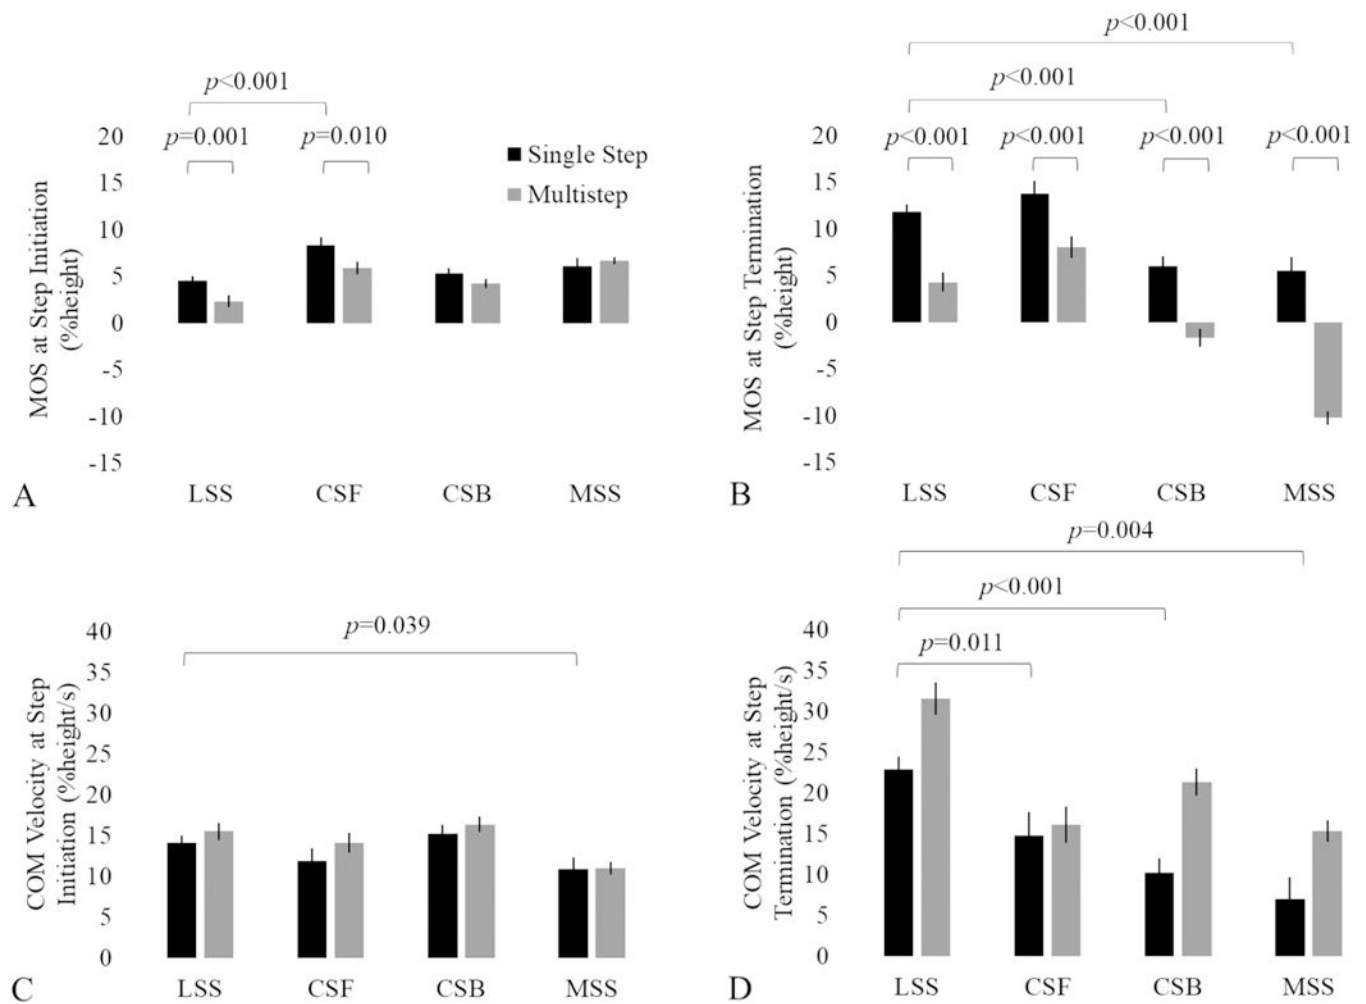 p<0.001
p=0.001
p=0.010
20
15
10
5
0
-5
-10
-15
MOS at Step Initiation
(%height)
Single Step
Multistep
LSS
CSF
CSB
MSS
A
p<0.001
p<0.001
p<0.001
p<0.001
p<0.001
p<0.001
20
15
10
5
0
-5
-10
-15
MOS at Step Termination
(%height)
LSS
CSF
CSB
MSS
B
p=0.039
40
35
30
25
20
15
10
5
0
COM Velocity at Step
Initiation (%height/s)
LSS
CSF
CSB
MSS
C
p=0.004
p<0.001
p=0.011
40
35
30
25
20
15
10
5
0
COM Velocity at Step
Termination (%height/s)
LSS
CSF
CSB
MSS
D